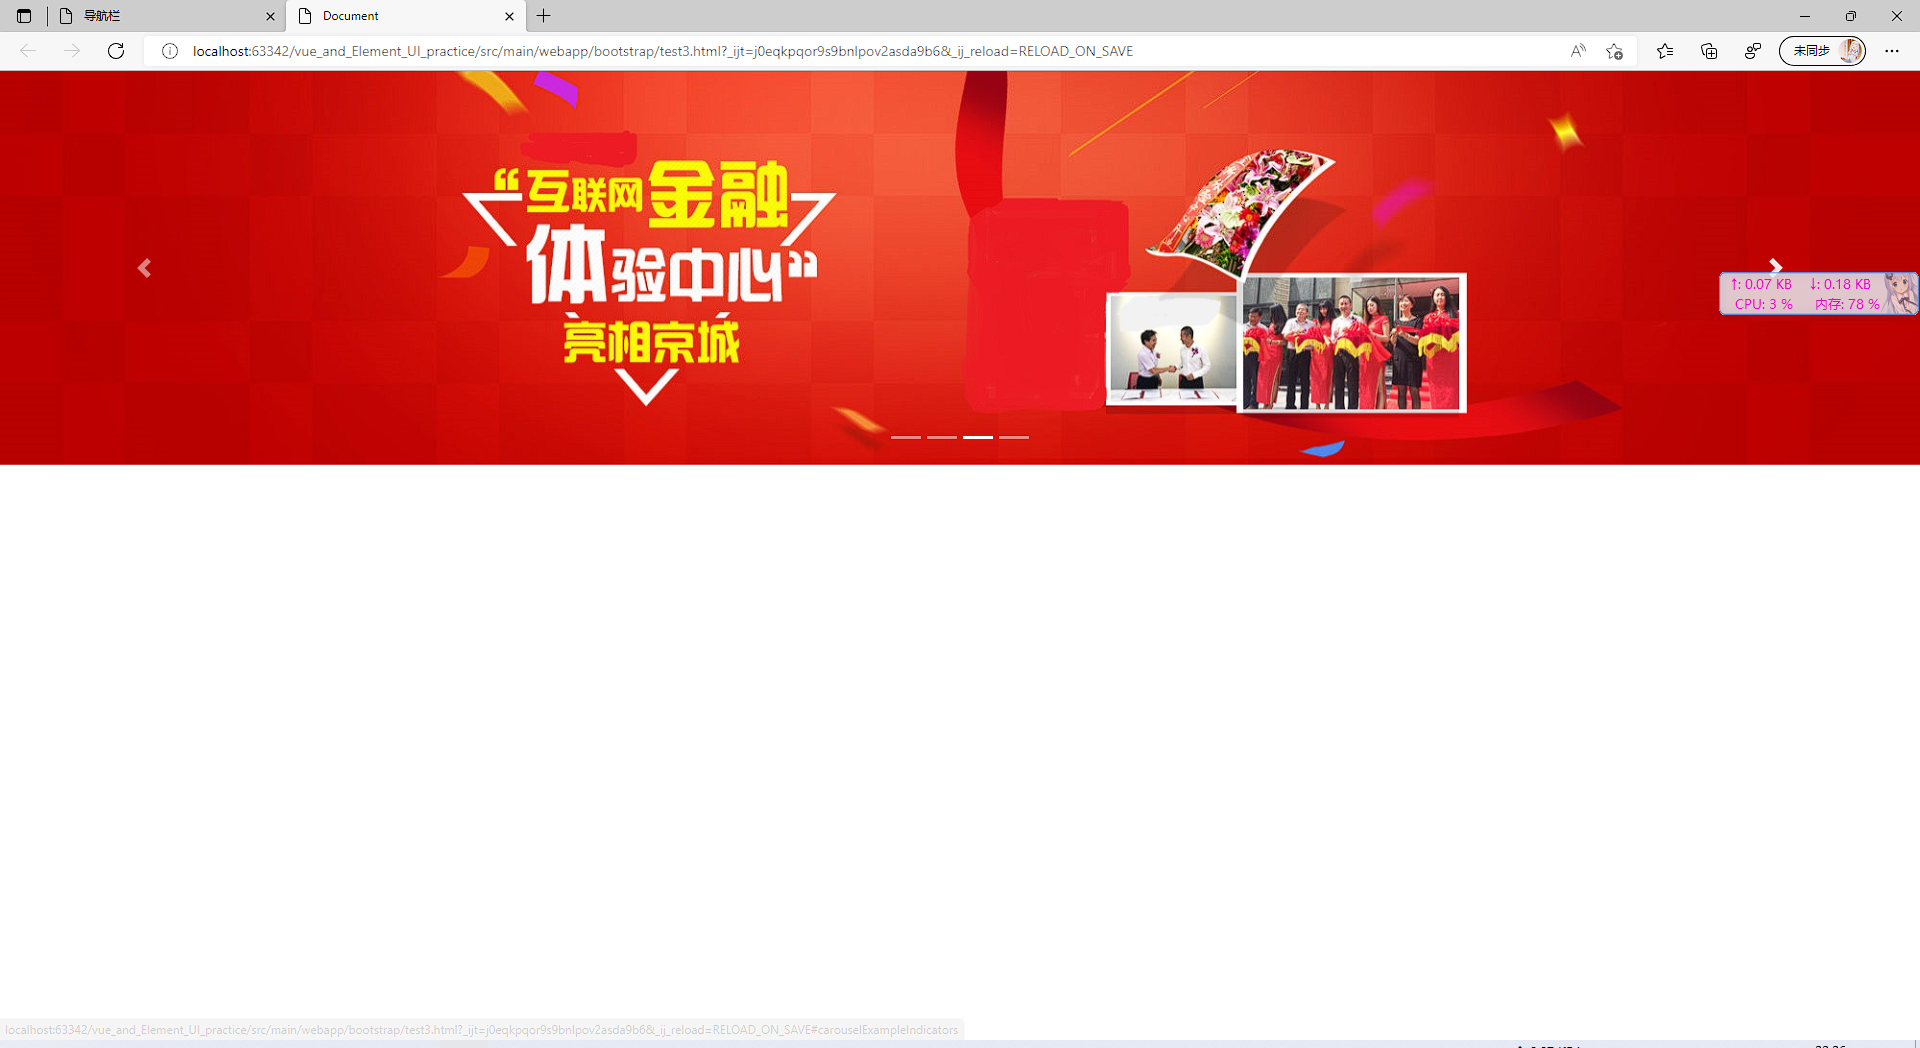 导航栏
Document
localhost:63342/vue_and_Element_UI_practice/src/main/webapp/bootstrap/test3.html?_ijt=j0eqkpqor9s9bnlpov2asda9b6&_ij_reload=RELOAD_ON_SAVE
未同步
“互联网金融
体验中心”
亮相京城
↑: 0.07 KB ↓: 0.18 KB
CPU: 3 % 内存: 78 %
localhost:63342/vue_and_Element_UI_practice/src/main/webapp/bootstrap/test3.html?_ijt=j0eqkpqor9s9bnlpov2asda9b6&_ij_reload=RELOAD_ON_SAVE#carouselExampleIndicators